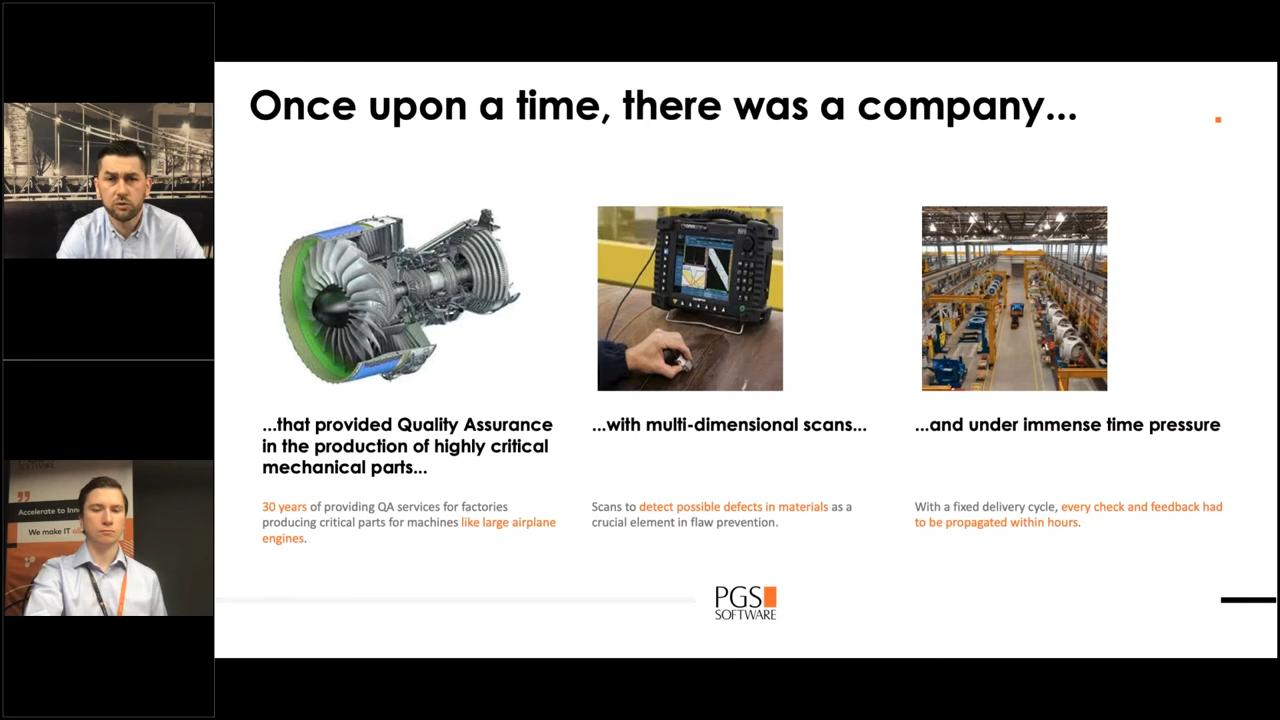 Once upon a time, there was a company...
...that provided Quality Assurance
in the production of highly critical
mechanical parts...
30 years of providing QA services for factories
producing critical parts for machines like large airplane
engines.
...with multi-dimensional scans...
Scans to detect possible defects in materials as a
crucial element in flaw prevention.
...and under immense time pressure
With a fixed delivery cycle, every check and feedback had
to be propagated within hours.
PGS
SOFTWARE
Accelerate to
We make IT